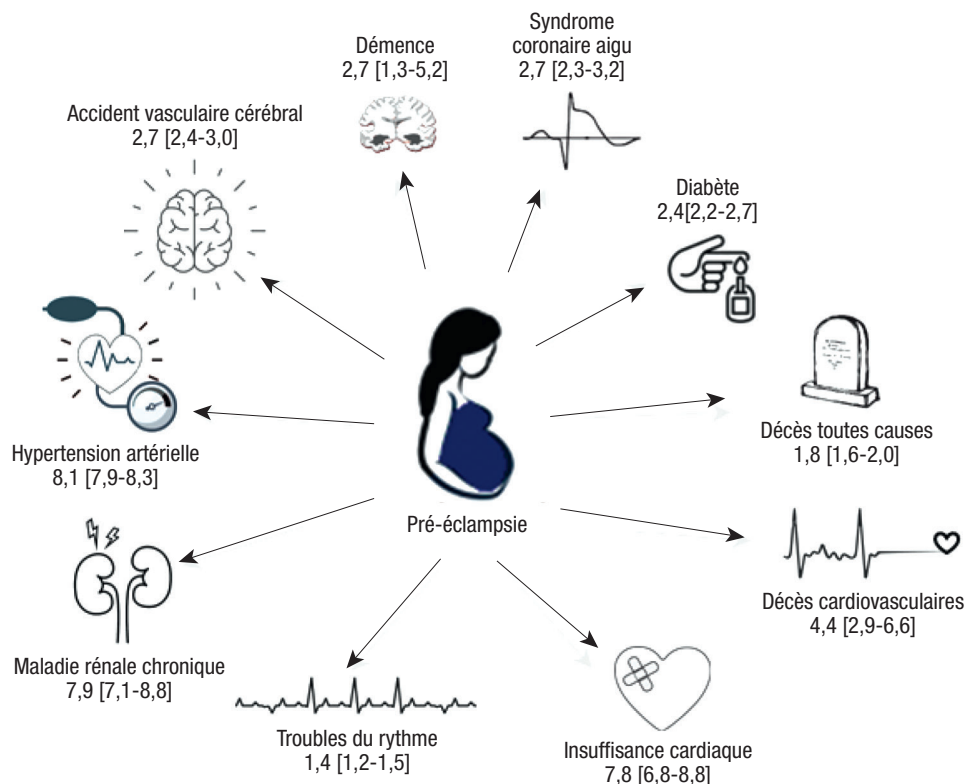 Syndrome
coronaire aigu
2,7 [2,3-3,2]
Démence
2,7 [1,3-5,2]
Accident vasculaire cérébral
2,7 [2,4-3,0]
Diabète
2,4[2,2-2,7]
Hypertension artérielle
8,1 [7,9-8,3]
Décès toutes causes
1,8 [1,6-2,0]
Pré-éclampsie
Décès cardiovasculaires
4,4 [2,9-6,6]
Maladie rénale chronique
7,9 [7,1-8,8]
Troubles du rythme
1,4 [1,2-1,5]
Insuffisance cardiaque
7,8 [6,8-8,8]